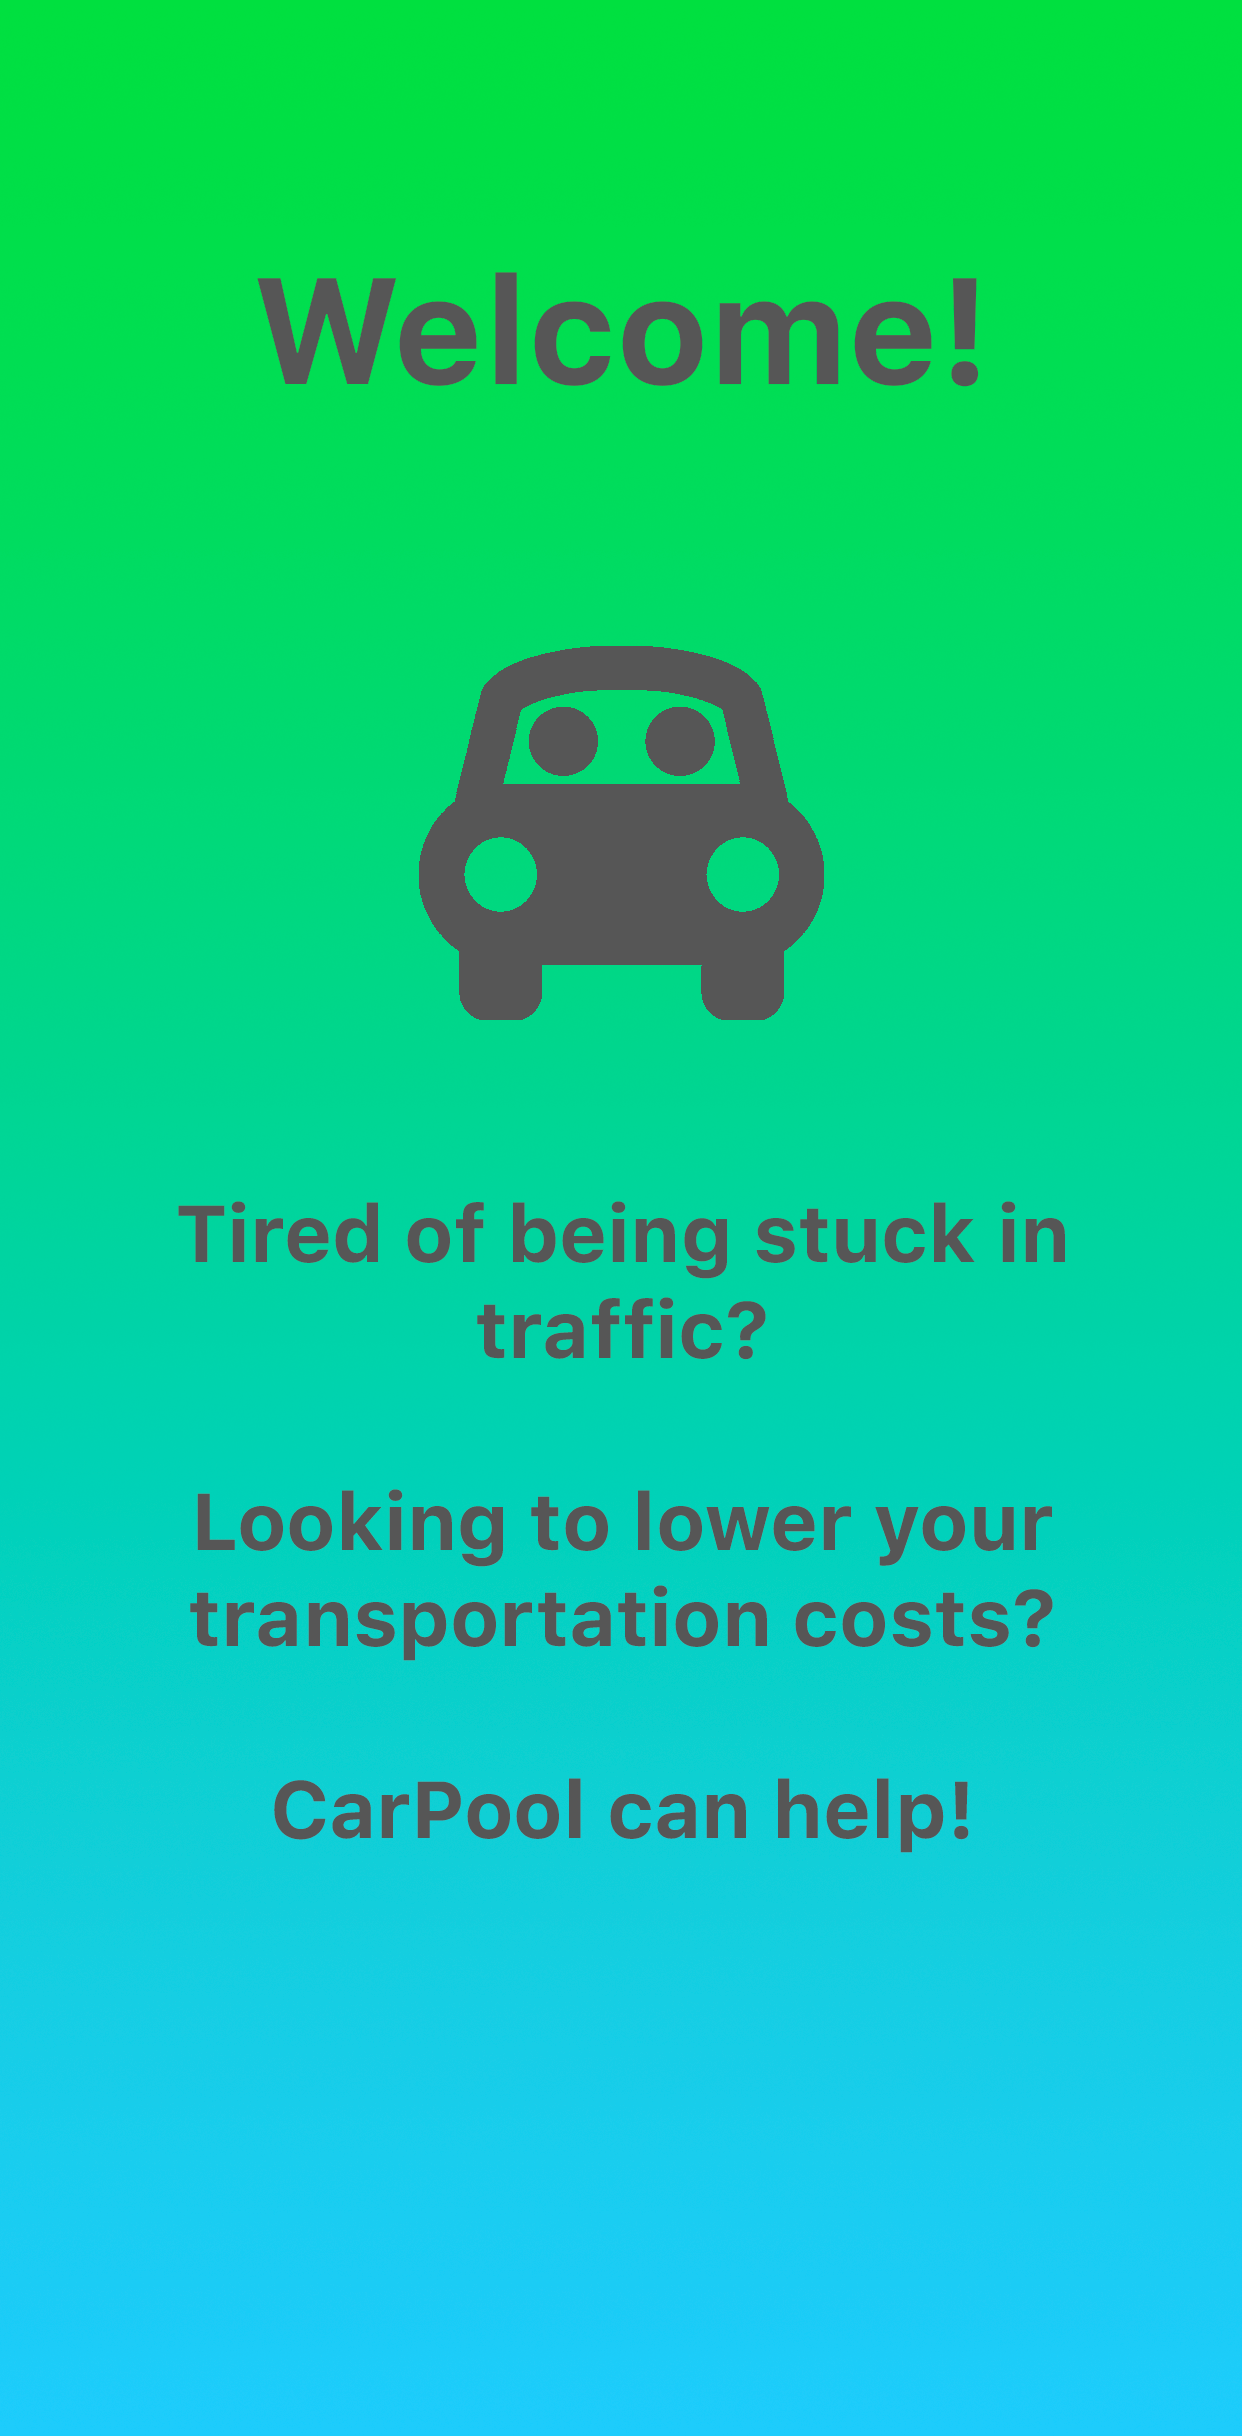 Welcome!
Tired of being stuck in
traffic?
Looking to lower your
transportation costs?
CarPool can help!